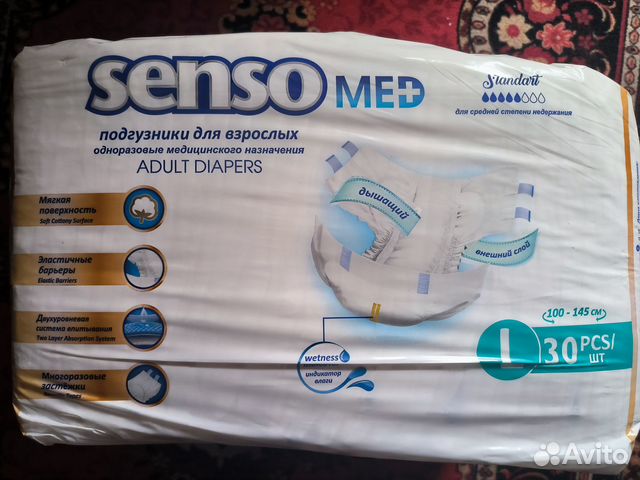 senso MED
Standart
для средней степени недержания
подгузники для взрослых
одноразовые медицинского назначения
ADULT DIAPERS
Мягкая
поверхность
Soft Cottony Surface
Эластичные
барьеры
Elastic Barriers
Двухуровневая
система впитывания
Two Layer Absorption System
Многоразовые
застежки
Tapes
дышащий
внешний слой
wetness
индикатор
влаги
100 - 145 см
L 30 PCS/
шт
Avito